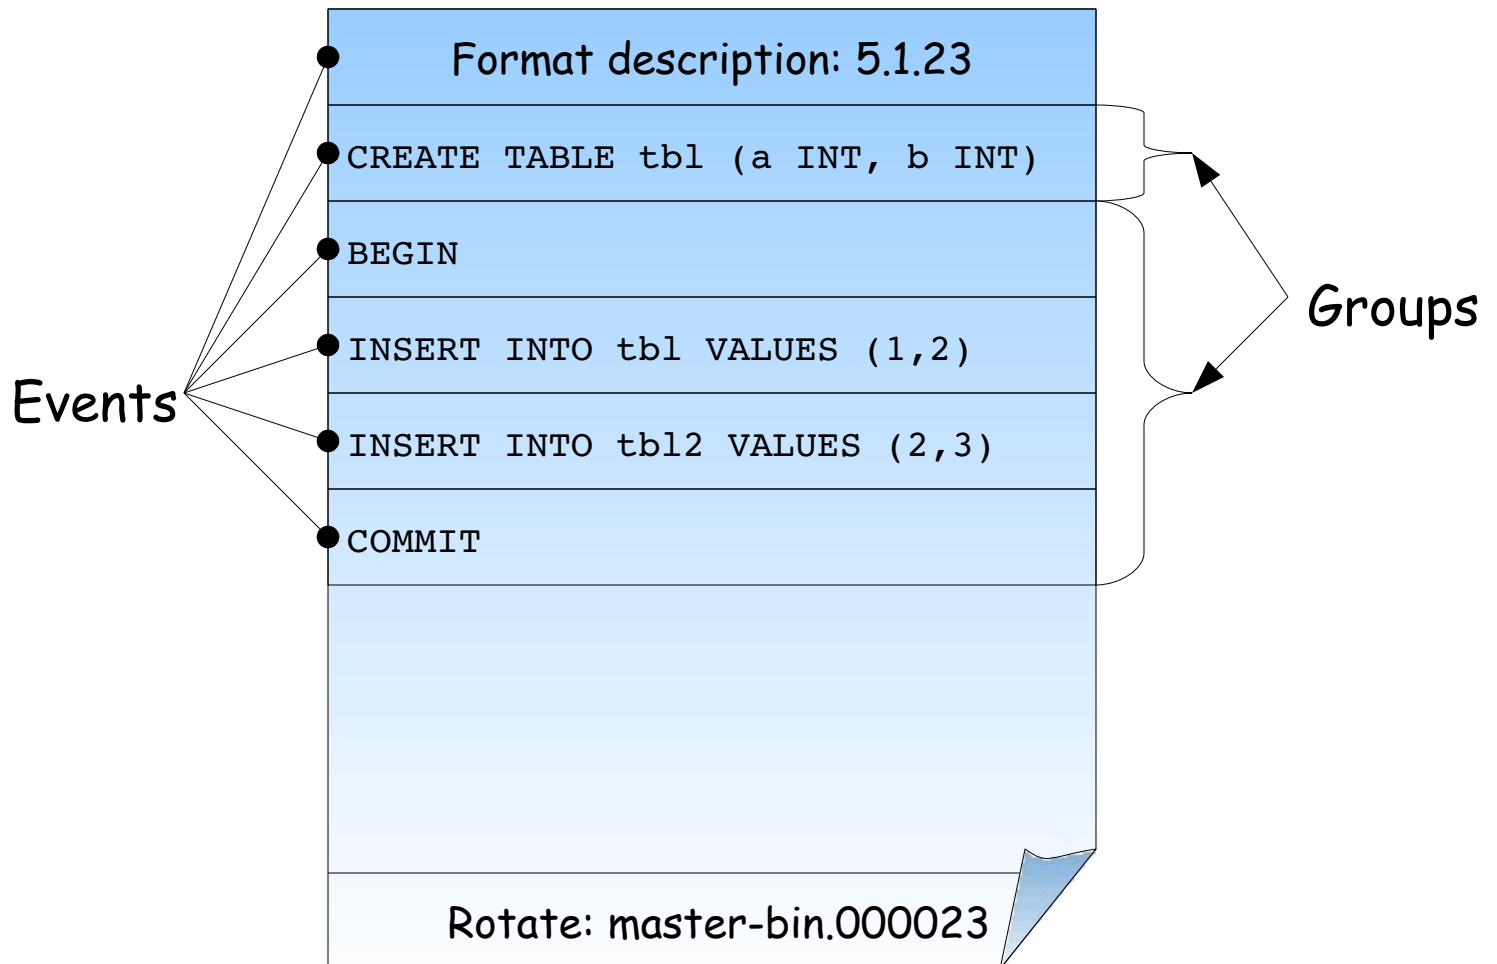 Format description: 5.1.23
CREATE TABLE tbl (a INT, b INT)
BEGIN
Groups
INSERT INTO tbl VALUES (1,2)
Events
INSERT INTO tbl2 VALUES (2,3)
COMMIT
Rotate: master-bin.000023